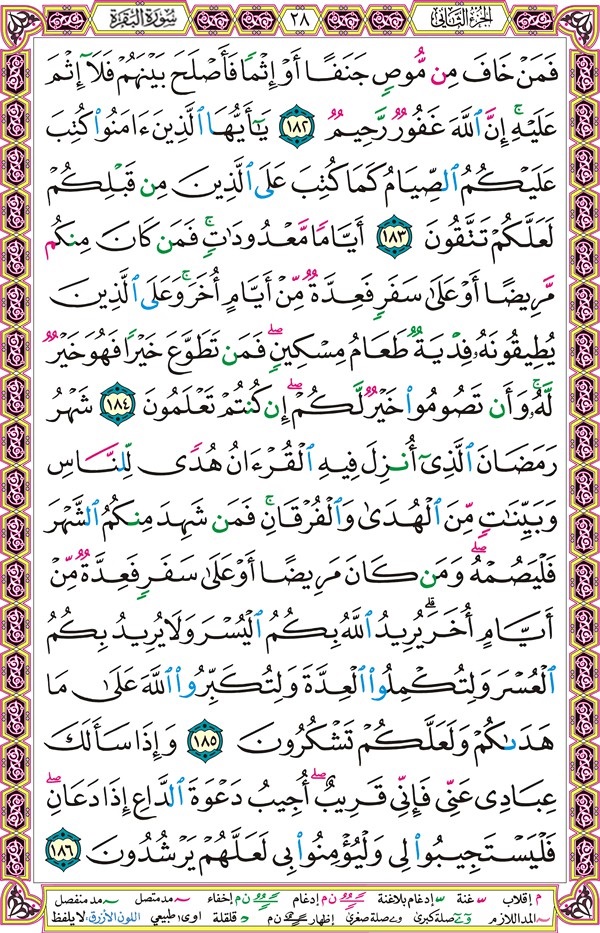 الجزء الثاني ٢٨ سورة البقرة
فَمَنْ خَافَ مِن مُّوصٍ جَنَفًا أَوْ إِثْمًا فَأَصْلَحَ بَيْنَهُمْ فَلَآ إِثْمَ
عَلَيْهِ ۚ إِنَّ ٱللَّهَ غَفُورٌ رَّحِيمٌ ١٨٢ يَـٰٓأَيُّهَا ٱلَّذِينَ ءَامَنُوا۟ كُتِبَ
عَلَيْكُمُ ٱلصِّيَامُ كَمَا كُتِبَ عَلَى ٱلَّذِينَ مِن قَبْلِكُمْ
لَعَلَّكُمْ تَتَّقُونَ ١٨٣ أَيَّامًا مَّعْدُودَٰتٍ ۚ فَمَن كَانَ مِنكُم
مَّرِيضًا أَوْ عَلَىٰ سَفَرٍ فَعِدَّةٌ مِّنْ أَيَّامٍ أُخَرَ ۚ وَعَلَى ٱلَّذِينَ
يُطِيقُونَهُۥ فِدْيَةٌ طَعَامُ مِسْكِينٍ ۖ فَمَن تَطَوَّعَ خَيْرًا فَهُوَ خَيْرٌ
لَّهُۥ ۚ وَأَن تَصُومُوا۟ خَيْرٌ لَّكُمْ ۖ إِن كُنتُمْ تَعْلَمُونَ ١٨٤ شَهْرُ
رَمَضَانَ ٱلَّذِىٓ أُنزِلَ فِيهِ ٱلْقُرْءَانُ هُدًى لِّلنَّاسِ
وَبَيِّنَـٰتٍ مِّنَ ٱلْهُدَىٰ وَٱلْفُرْقَانِ ۚ فَمَن شَهِدَ مِنكُمُ ٱلشَّهْرَ
فَلْيَصُمْهُ ۖ وَمَن كَانَ مَرِيضًا أَوْ عَلَىٰ سَفَرٍ فَعِدَّةٌ مِّنْ
أَيَّامٍ أُخَرَ ۗ يُرِيدُ ٱللَّهُ بِكُمُ ٱلْيُسْرَ وَلَا يُرِيدُ بِكُمُ
ٱلْعُسْرَ وَلِتُكْمِلُوا۟ ٱلْعِدَّةَ وَلِتُكَبِّرُوا۟ ٱللَّهَ عَلَىٰ مَا
هَدَىٰكُمْ وَلَعَلَّكُمْ تَشْكُرُونَ ١٨٥ وَإِذَا سَأَلَكَ
عِبَادِى عَنِّى فَإِنِّى قَرِيبٌ ۖ أُجِيبُ دَعْوَةَ ٱلدَّاعِ إِذَا دَعَانِ ۖ
فَلْيَسْتَجِيبُوا۟ لِى وَلْيُؤْمِنُوا۟ بِى لَعَلَّهُمْ يَرْشُدُونَ ١٨٦
م إقلاب غنة إدغام بلاغنة ن م إدغام ن م إخفاء مد متصل مد منفصل
المد اللازم صلة كبرى صلة صغرى إظهار ن م قلقلة اوى طبيعي اللون الأزرق لا يلفظ